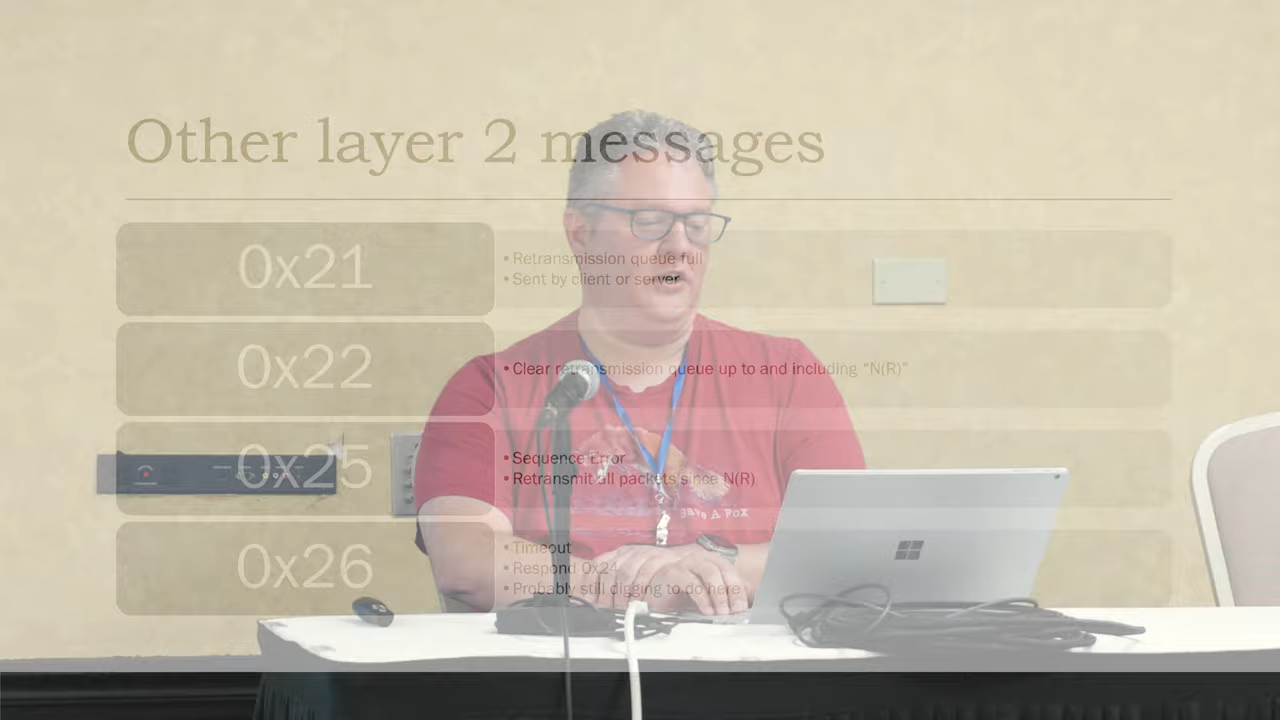 Other layer 2 messages
0x21
• Retransmission queue full
• Sent by client or server
0x22
• Clear retransmission queue up to and including “N(R)”
0x25
• Sequence Error
• Retransmit all packets since N(R)
0x26
• Timeout
• Respond 0x24
• Probably still digging to do here
gave A Fox